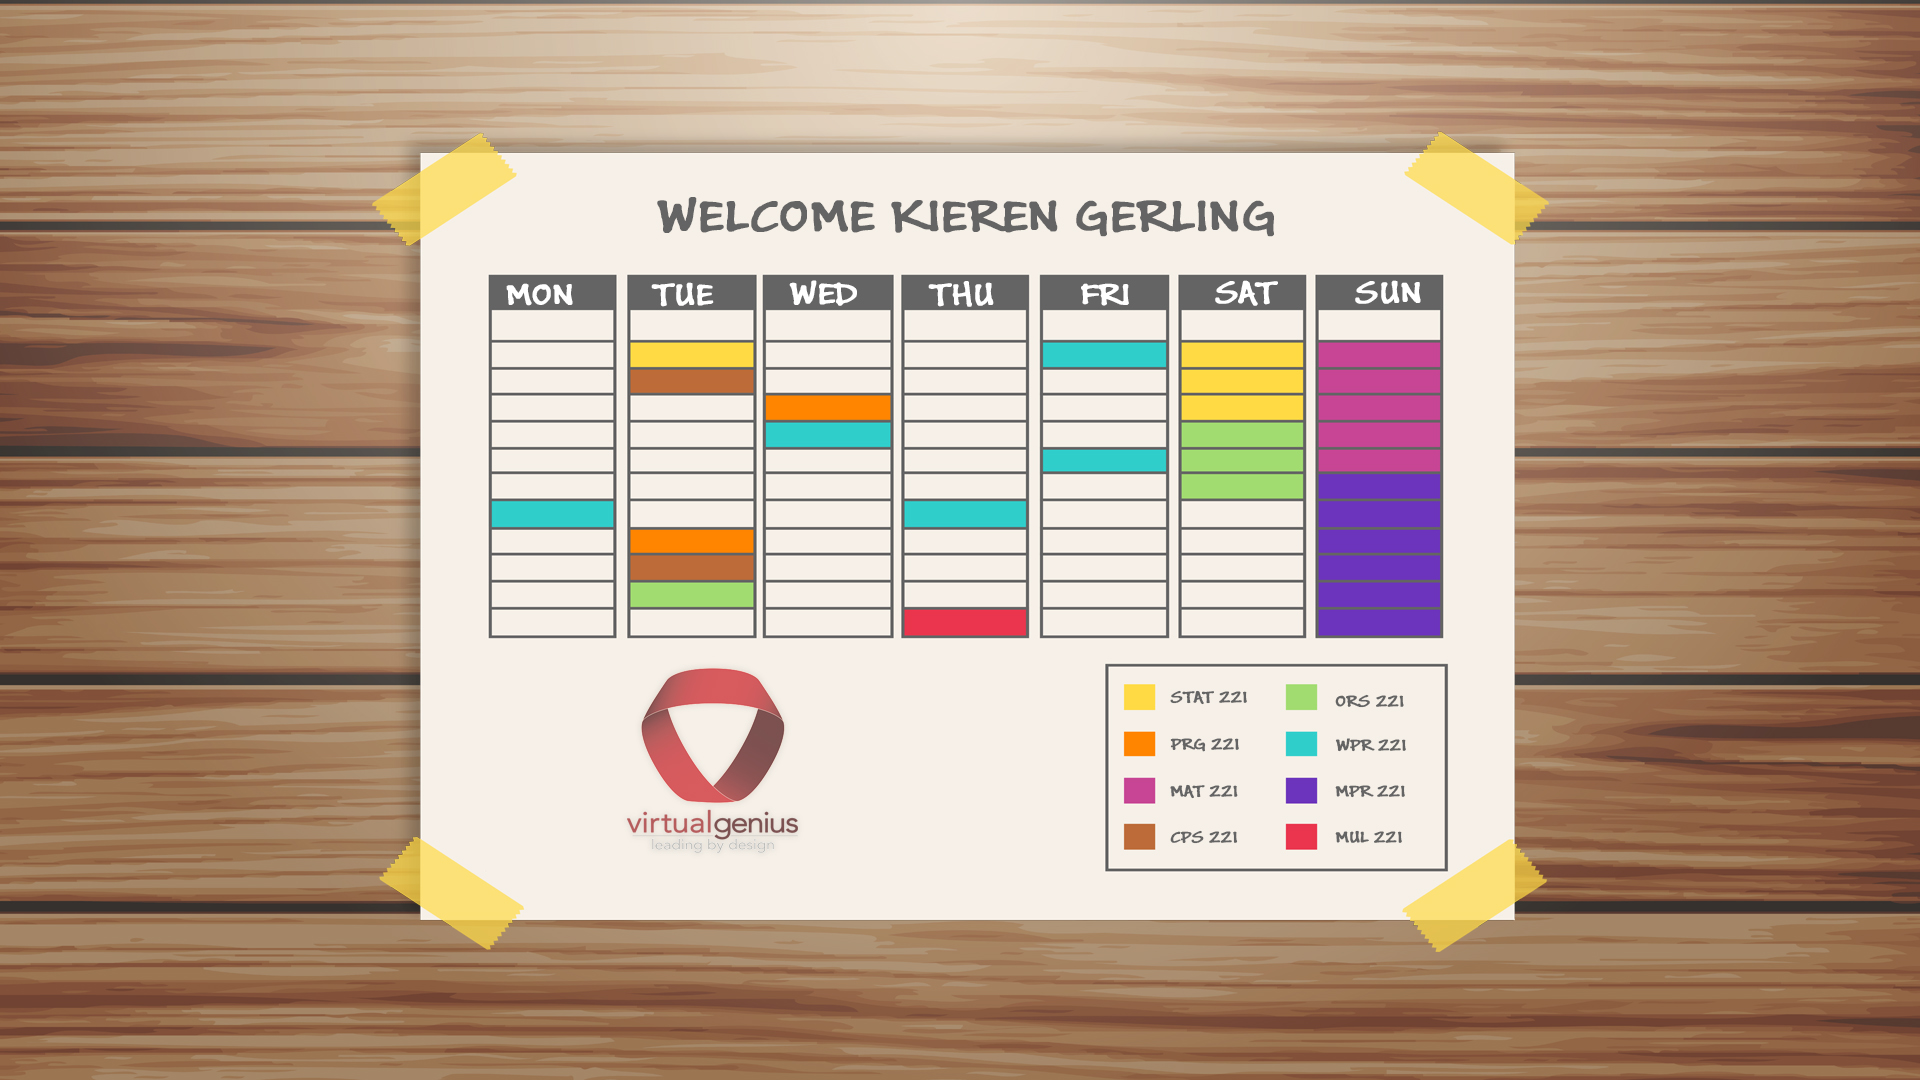 WELCOME KIEREN GERLING
MON TUE WED THU FRI SAT SUN
STAT 221 ORS 221
PRG 221 WPR 221
MAT 221 MPR 221
CPS 221 MUL 221
virtualgenius
leading by design